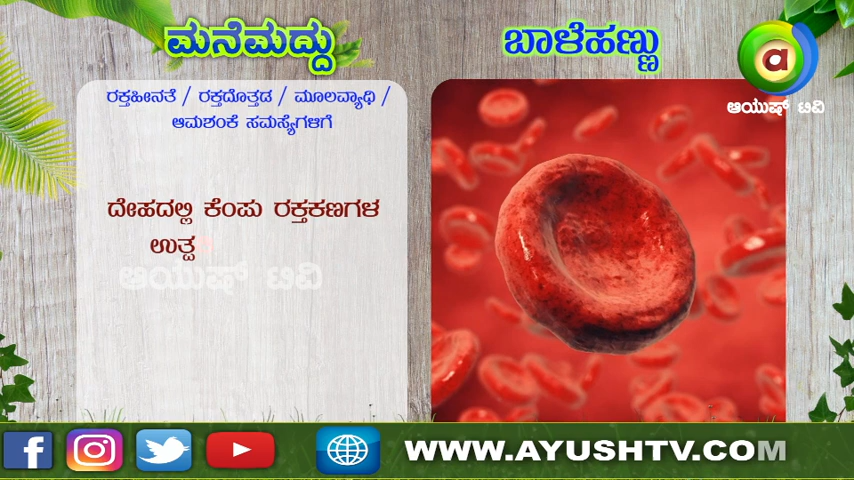 ಮನೆಮದ್ದು
ಬಾಳೆಹಣ್ಣು
a
ಆಯುಷ್ ಟಿವಿ
ರಕ್ತಹೀನತೆ / ರಕ್ತದೊತ್ತಡ / ಮೂಲವ್ಯಾಧಿ /
ಆಮಶಂಕೆ ಸಮಸ್ಯೆಗಳಿಗೆ
ದೇಹದಲ್ಲಿ ಕೆಂಪು ರಕ್ತಕಣಗಳ
ಉತ್ಪ
ಆಯುಷ್ ಟಿವಿ
WWW.AYUSHTV.COM